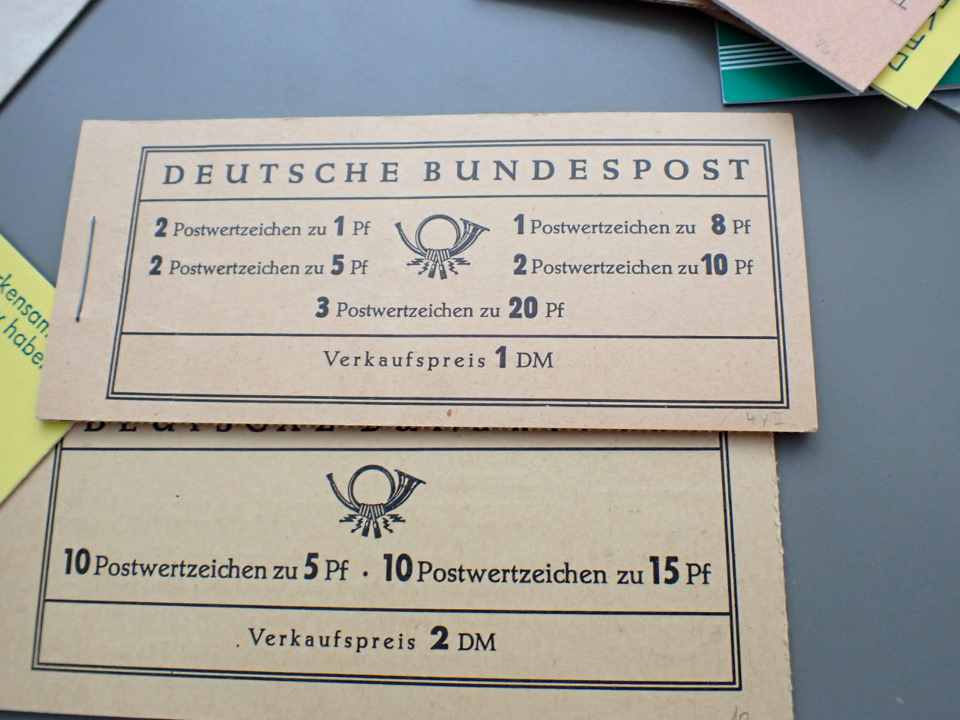 DEUTSCHE BUNDESPOST
2 Postwertzeichen zu 1 Pf
1 Postwertzeichen zu 8 Pf
2 Postwertzeichen zu 5 Pf
2 Postwertzeichen zu 10 Pf
3 Postwertzeichen zu 20 Pf
Verkaufspreis 1 DM
10 Postwertzeichen zu 5 Pf · 10 Postwertzeichen zu 15 Pf
Verkaufspreis 2 DM